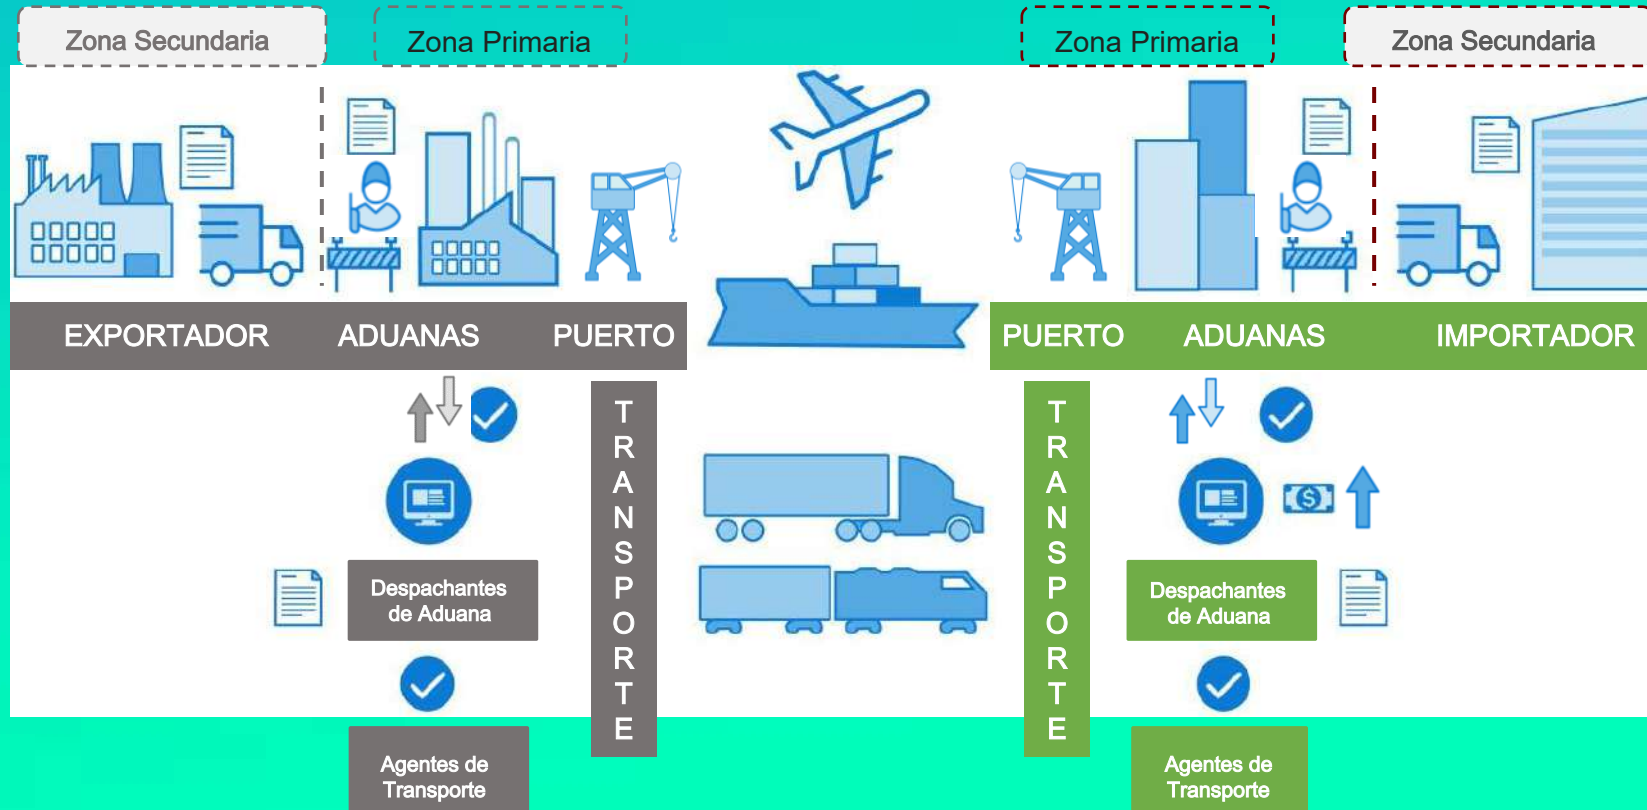 Zona Secundaria
Zona Primaria
Zona Primaria
Zona Secundaria
EXPORTADOR
ADUANAS
PUERTO
PUERTO
ADUANAS
IMPORTADOR
TRANSPORTE
TRANSPORTE
$
Despachantes
de Aduana
Despachantes
de Aduana
Agentes de
Transporte
Agentes de
Transporte